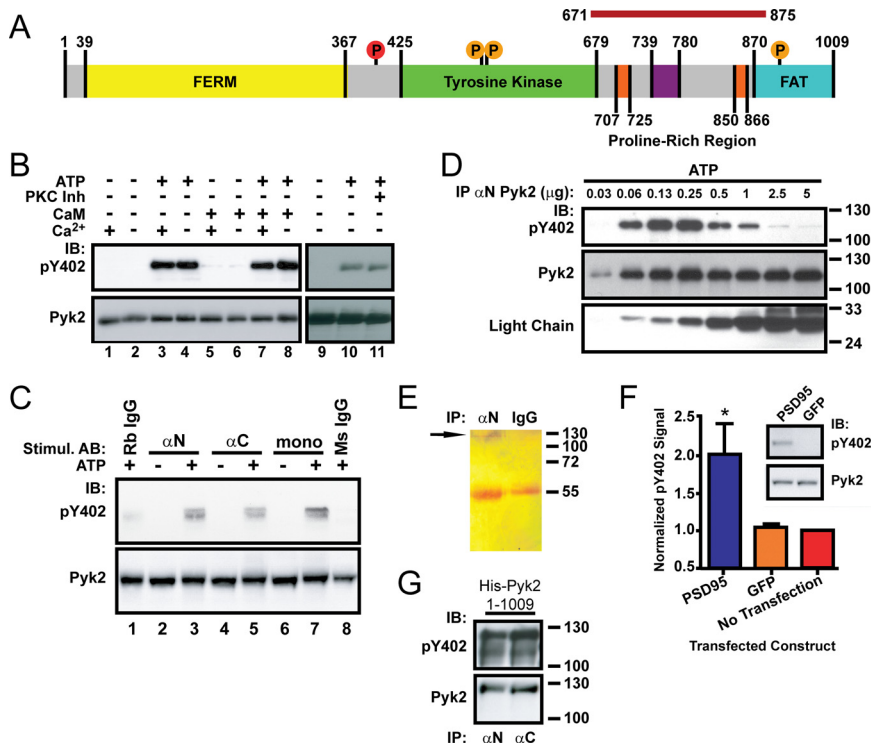 A
671 875
1 39 367 425 679 739 780 870 1009
P P P P
FERM Tyrosine Kinase FAT
707 725 850 866
Proline-Rich Region
B
ATP - - + + - - + + - + +
PKC Inh +
CaM - - - - + + + +
Ca2+ + - + - + - + -
IB:
pY402
Pyk2
1 2 3 4 5 6 7 8 9 10 11
D
ATP
IP αN Pyk2 (μg): 0.03 0.06 0.13 0.25 0.5 1 2.5 5
IB:
pY402
130
100
Pyk2
130
100
Light Chain
33
24
C
Stimul. AB: Rb IgG αN αC mono Ms IgG
ATP + - + - + - + +
IB:
pY402
Pyk2
1 2 3 4 5 6 7 8
E
IP: αN IgG
130
100
72
55
F
Normalized pY402 Signal
2.5
2.0
1.5
1.0
0.5
*
PSD95 GFP
IB:
pY402
Pyk2
PSD95 GFP No Transfection
Transfected Construct
G
His-Pyk2
1-1009
IB:
pY402
130
100
Pyk2
130
100
IP: αN αC